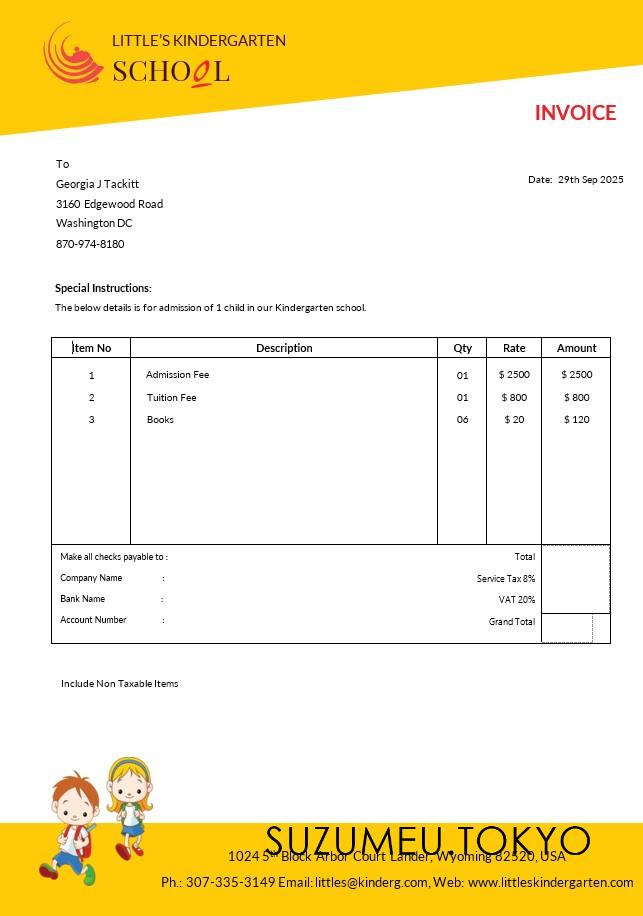 LITTLE'S KINDERGARTEN
SCHOOL
INVOICE
To
Georgia J Tackitt
Date: 29th Sep 2025
3160 Edgewood Road
Washington DC
870-974-8180
Special Instructions:
The below details is for admission of 1 child in our Kindergarten school.
Item No Description Qty Rate Amount
1 Admission Fee 01 $ 2500 $ 2500
2 Tuition Fee 01 $ 800 $ 800
3 Books 06 $ 20 $ 120
Make all checks payable to : Total
Company Name : Service Tax 8%
Bank Name : VAT 20%
Account Number : Grand Total
Include Non Taxable Items
SUZUMEU.TOKYO
1024 5th Block Arbor Court Lander, Wyoming 82520, USA
Ph.: 307-335-3149 Email: littles@kinderg.com, Web: www.littleskindergarten.com